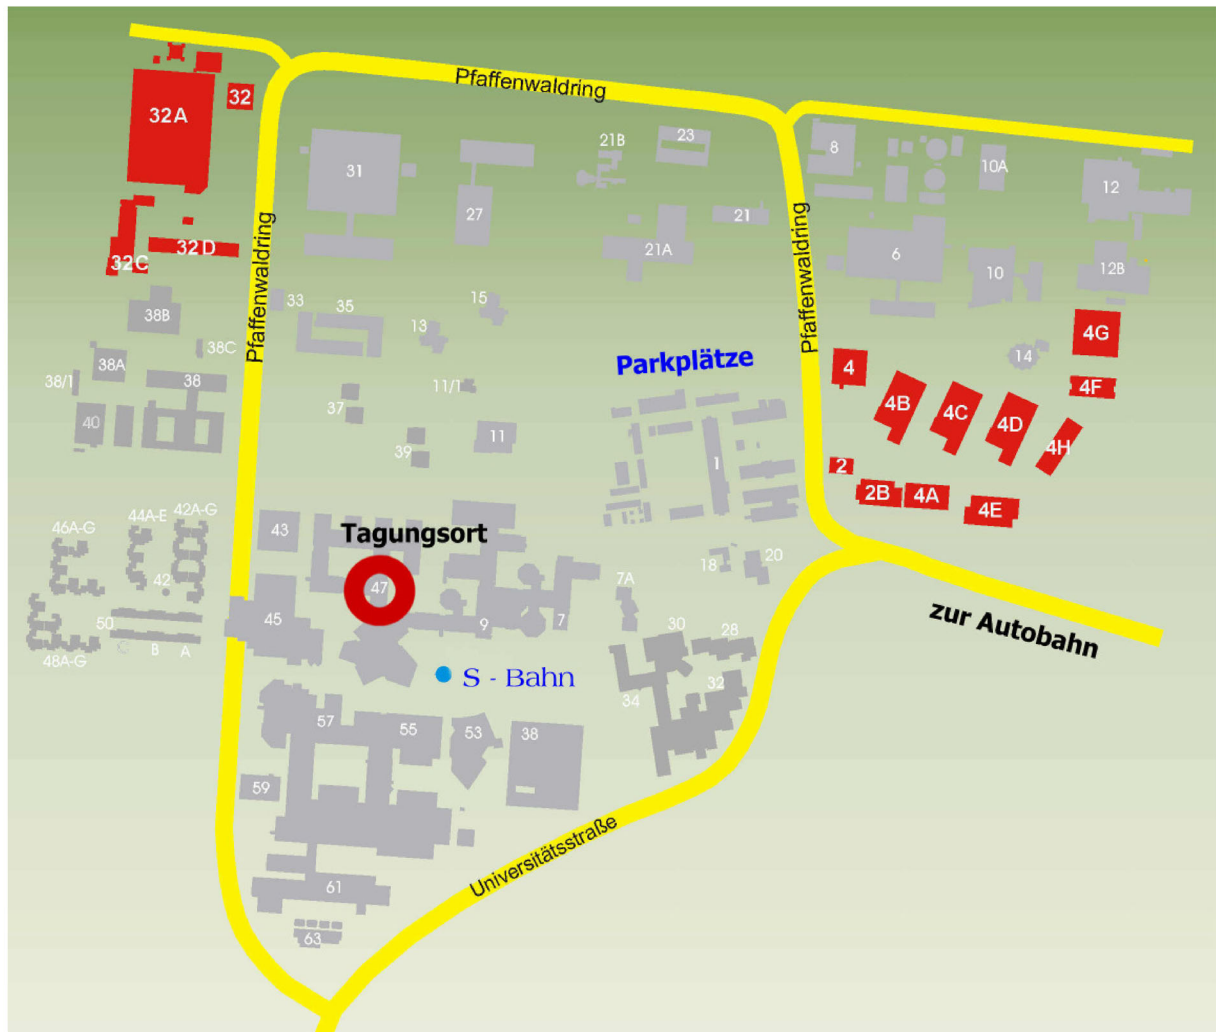 Pfaffenwaldring
32A
32
31
27
21B
23
21
21A
8
10A
12
6
10
12B
32C
32D
Pfaffenwaldring
Pfaffenwaldring
38B
33
35
15
13
38C
38A
38/1
38
40
37
11/1
39
11
Parkplätze
1
4
4B
4C
4D
4G
4F
4H
14
2
2B
4A
4E
46A-G
44A-E
42A-G
42
43
Tagungsort
47
45
9
7
7A
18
20
50
C
B
A
48A-G
zur Autobahn
S - Bahn
30
28
32
34
57
55
53
38
59
61
63
Universitätsstraße